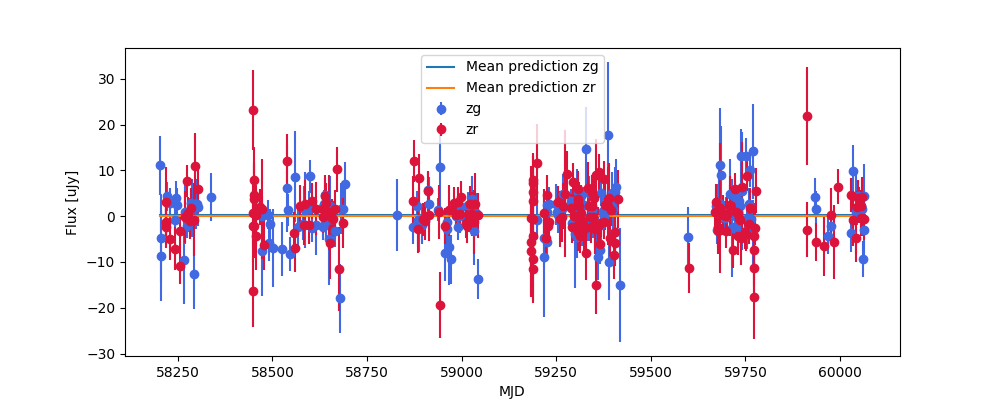 Mean prediction zg
Mean prediction zr
zg
zr
Flux [uJy]
30
20
10
0
−10
−20
−30
58250
58500
58750
59000
59250
59500
59750
60000
MJD